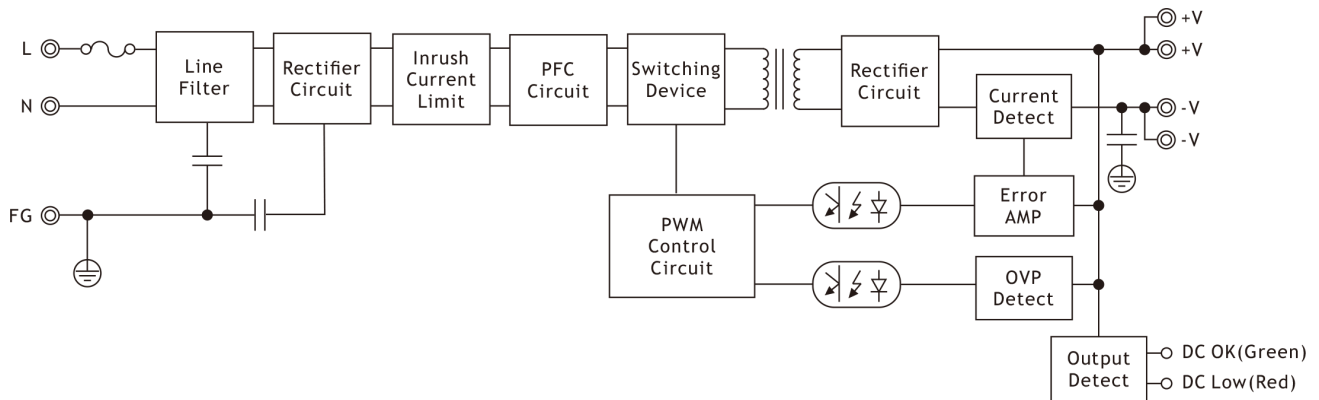 L
N
FG
Line
Filter
Rectifier
Circuit
Inrush
Current
Limit
PFC
Circuit
Switching
Device
Rectifier
Circuit
Current
Detect
+V
+V
-V
-V
PWM
Control
Circuit
Error
AMP
OVP
Detect
Output
Detect
DC OK(Green)
DC Low(Red)